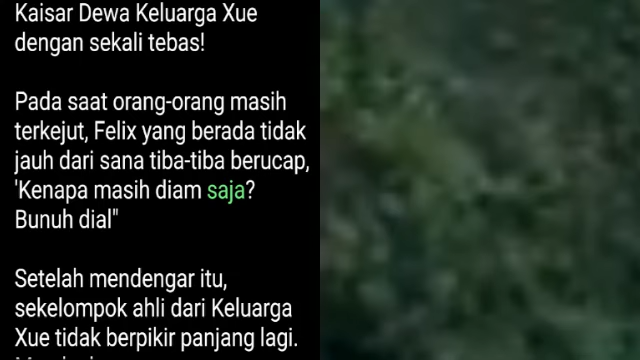 Kaisar Dewa Keluarga Xue
dengan sekali tebas!
Pada saat orang-orang masih
terkejut, Felix yang berada tidak
jauh dari sana tiba-tiba berucap,
'Kenapa masih diam saja?
Bunuh dial"
Setelah mendengar itu,
sekelompok ahli dari Keluarga
Xue tidak berpikir panjang lagi.